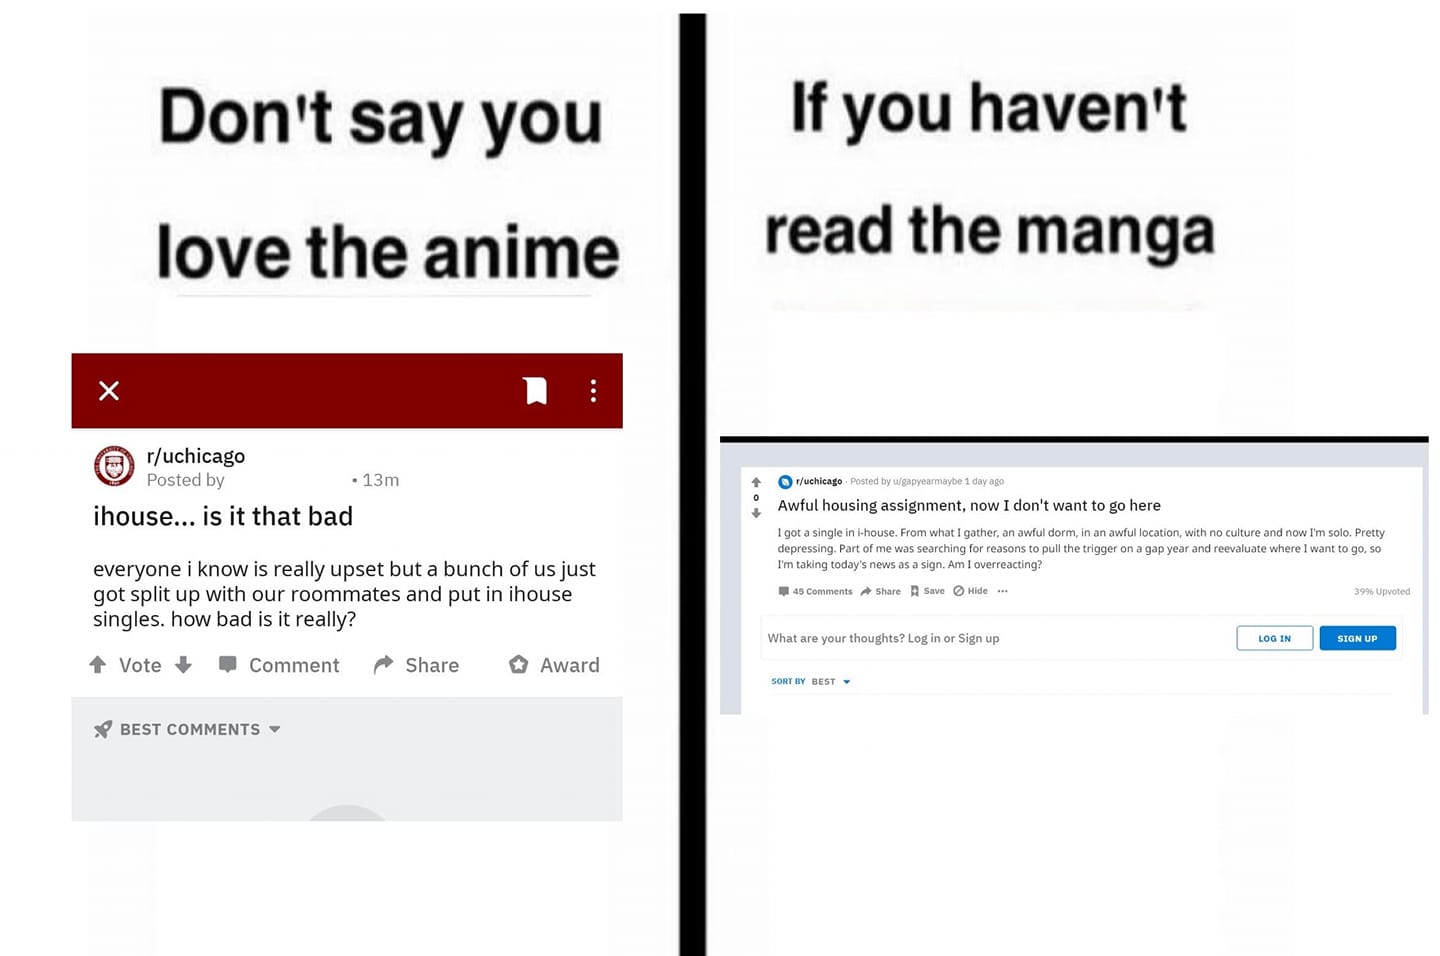 Don't say you
love the anime
r/uchicago
Posted by • 13m
ihouse... is it that bad
everyone i know is really upset but a bunch of us just
got split up with our roommates and put in ihouse
singles. how bad is it really?
Vote Comment Share Award
BEST COMMENTS
If you haven't
read the manga
r/uchicago · Posted by u/gapyearmaybe 1 day ago
0
Awful housing assignment, now I don't want to go here
I got a single in i-house. From what I gather, an awful dorm, in an awful location, with no culture and now I'm solo. Pretty
depressing. Part of me was searching for reasons to pull the trigger on a gap year and reevaluate where I want to go, so
I'm taking today's news as a sign. Am I overreacting?
45 Comments Share Save Hide ••• 39% Upvoted
What are your thoughts? Log in or Sign up LOG IN SIGN UP
SORT BY BEST